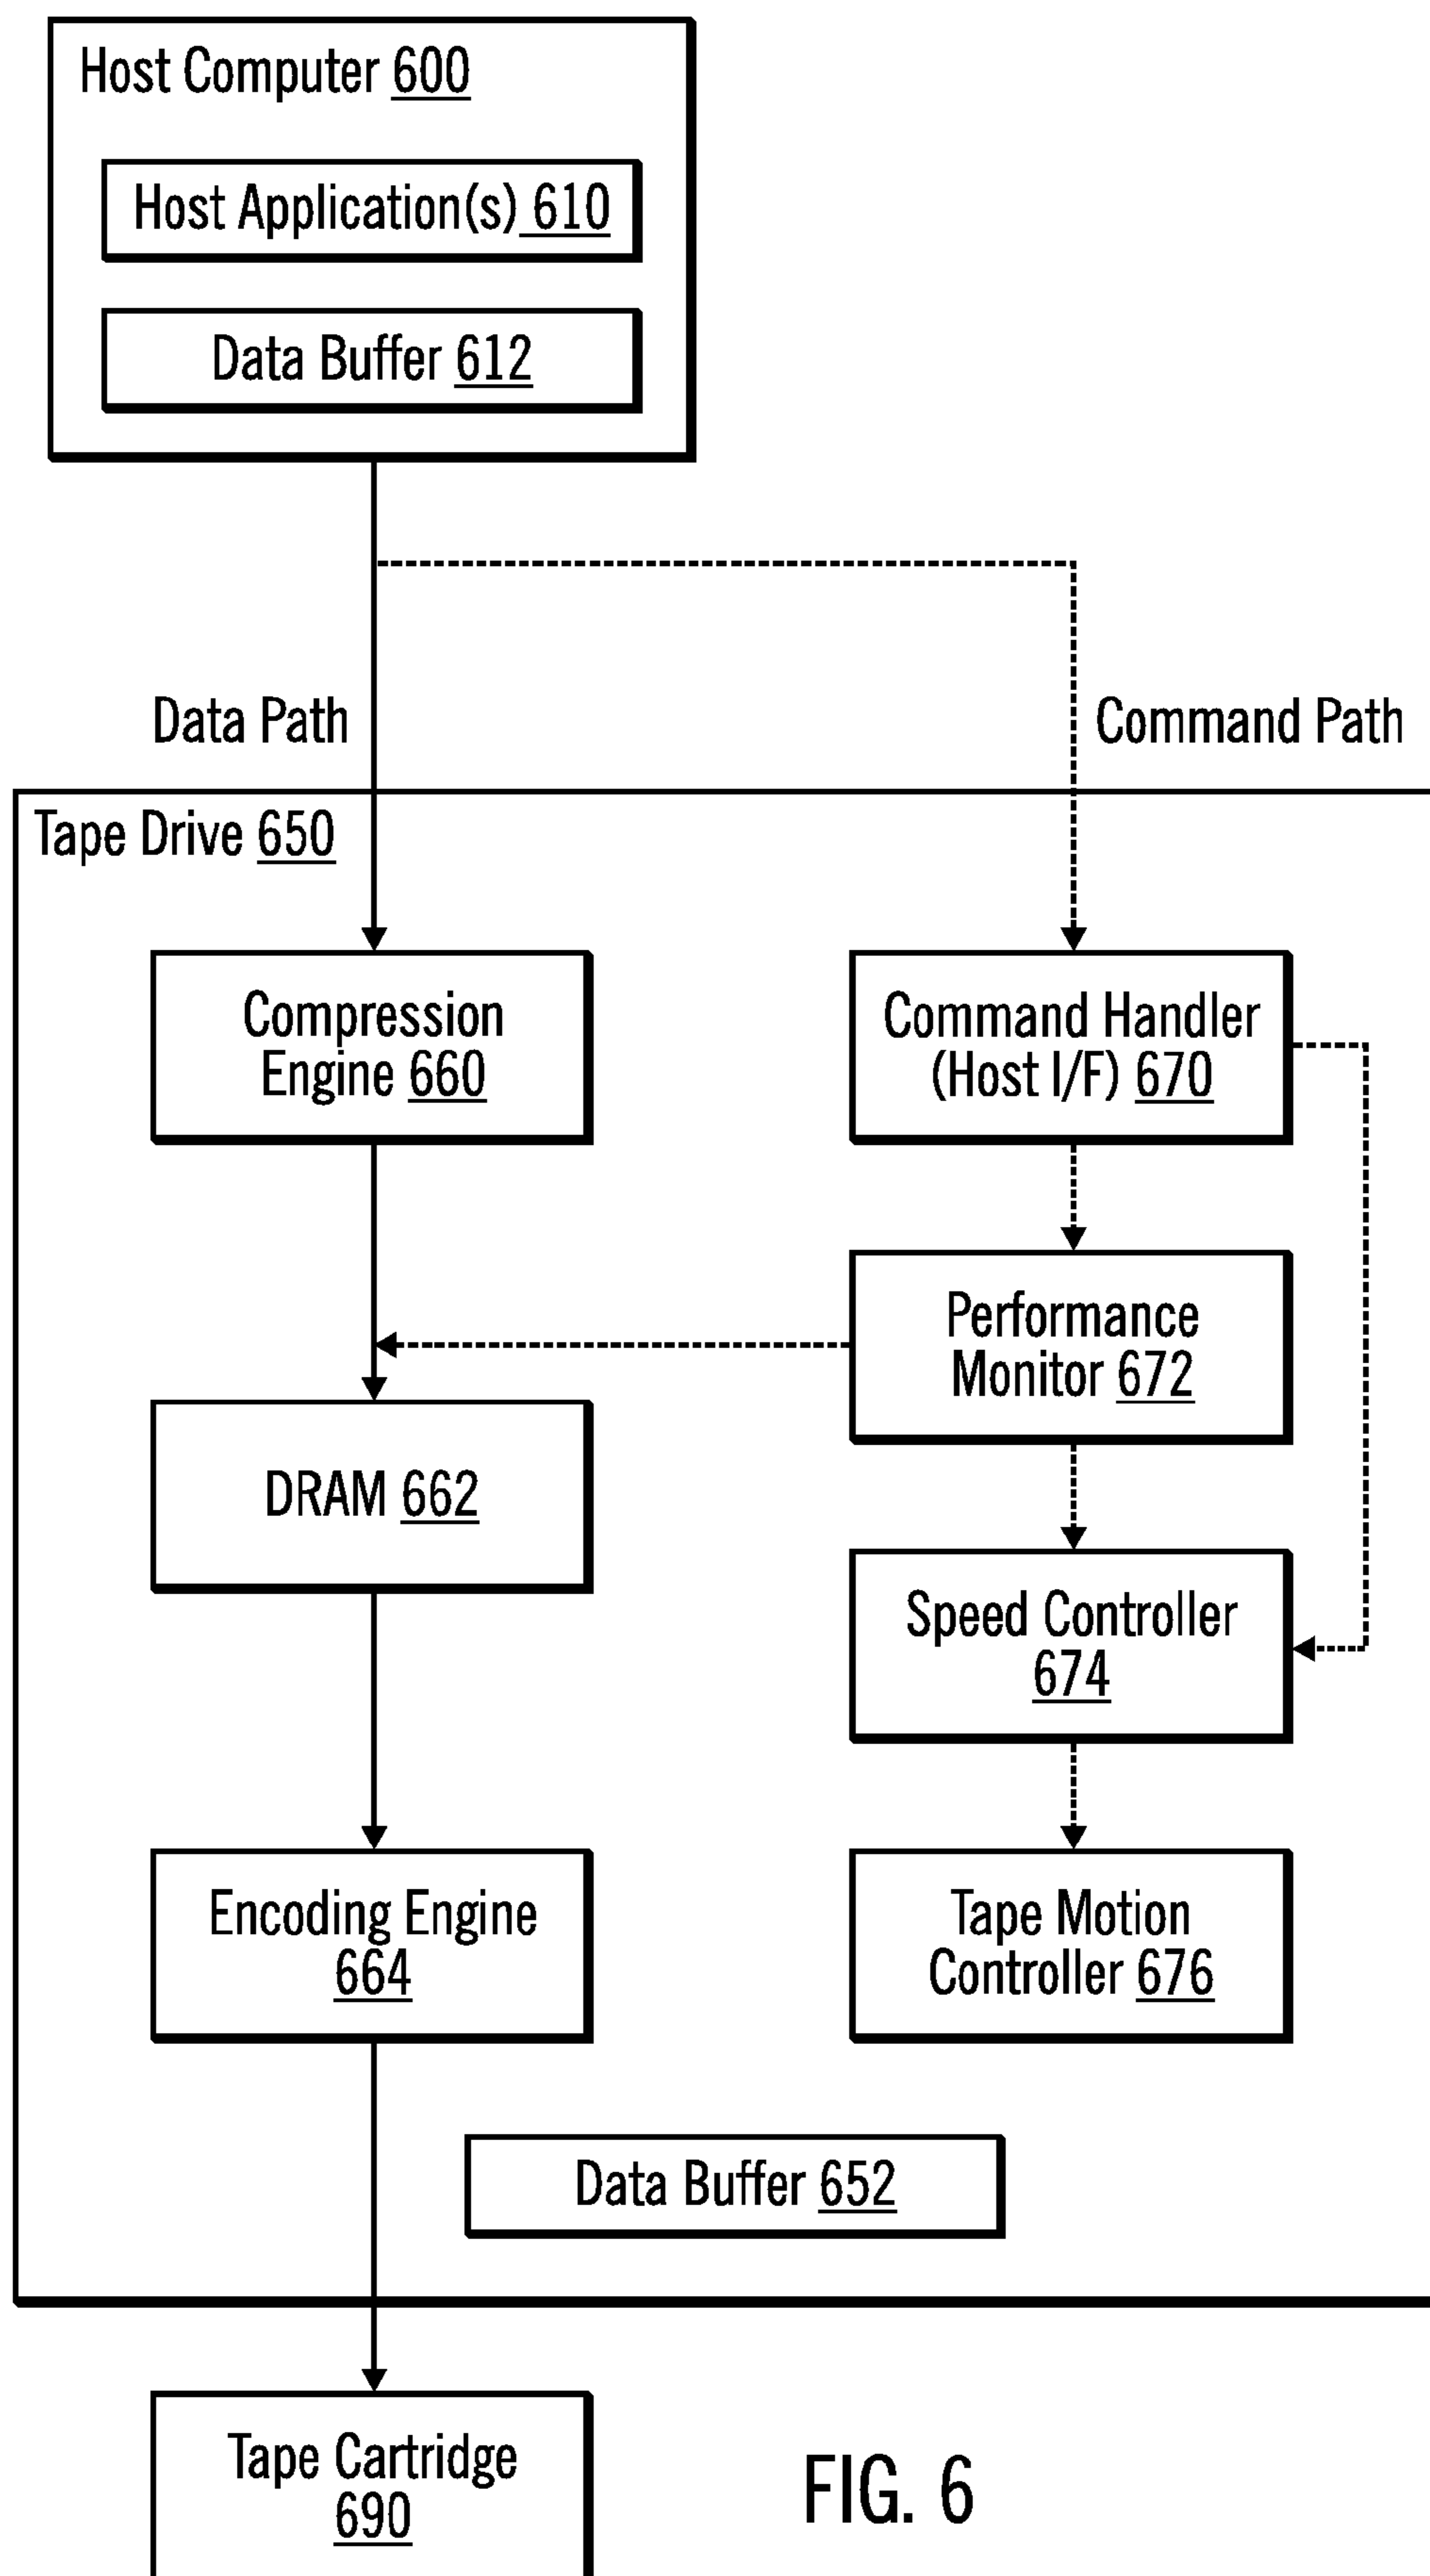 Host Computer 600
Host Application(s) 610
Data Buffer 612
Data Path
Command Path
Tape Drive 650
Compression
Engine 660
Command Handler
(Host I/F) 670
Performance
Monitor 672
DRAM 662
Speed Controller
674
Encoding Engine
664
Tape Motion
Controller 676
Data Buffer 652
Tape Cartridge
690
FIG. 6